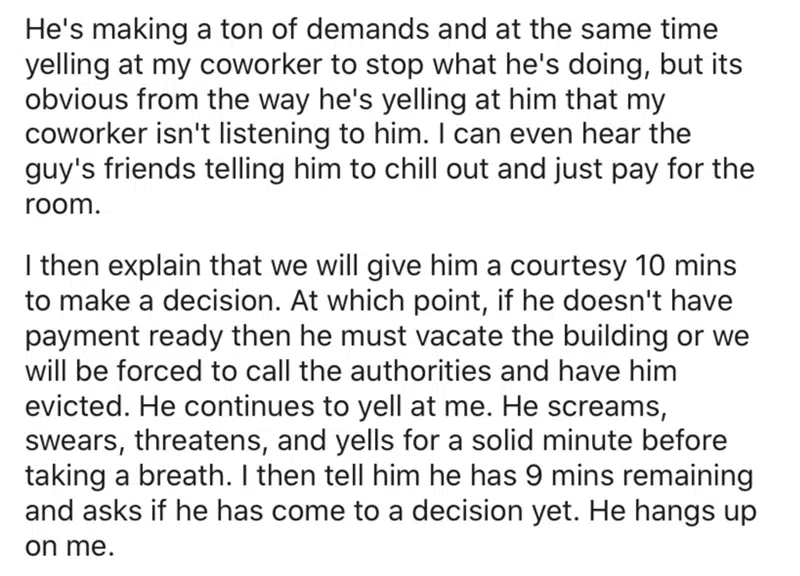 He's making a ton of demands and at the same time
yelling at my coworker to stop what he's doing, but its
obvious from the way he's yelling at him that my
coworker isn't listening to him. I can even hear the
guy's friends telling him to chill out and just pay for the
room.
I then explain that we will give him a courtesy 10 mins
to make a decision. At which point, if he doesn't have
payment ready then he must vacate the building or we
will be forced to call the authorities and have him
evicted. He continues to yell at me. He screams,
swears, threatens, and yells for a solid minute before
taking a breath. I then tell him he has 9 mins remaining
and asks if he has come to a decision yet. He hangs up
on me.